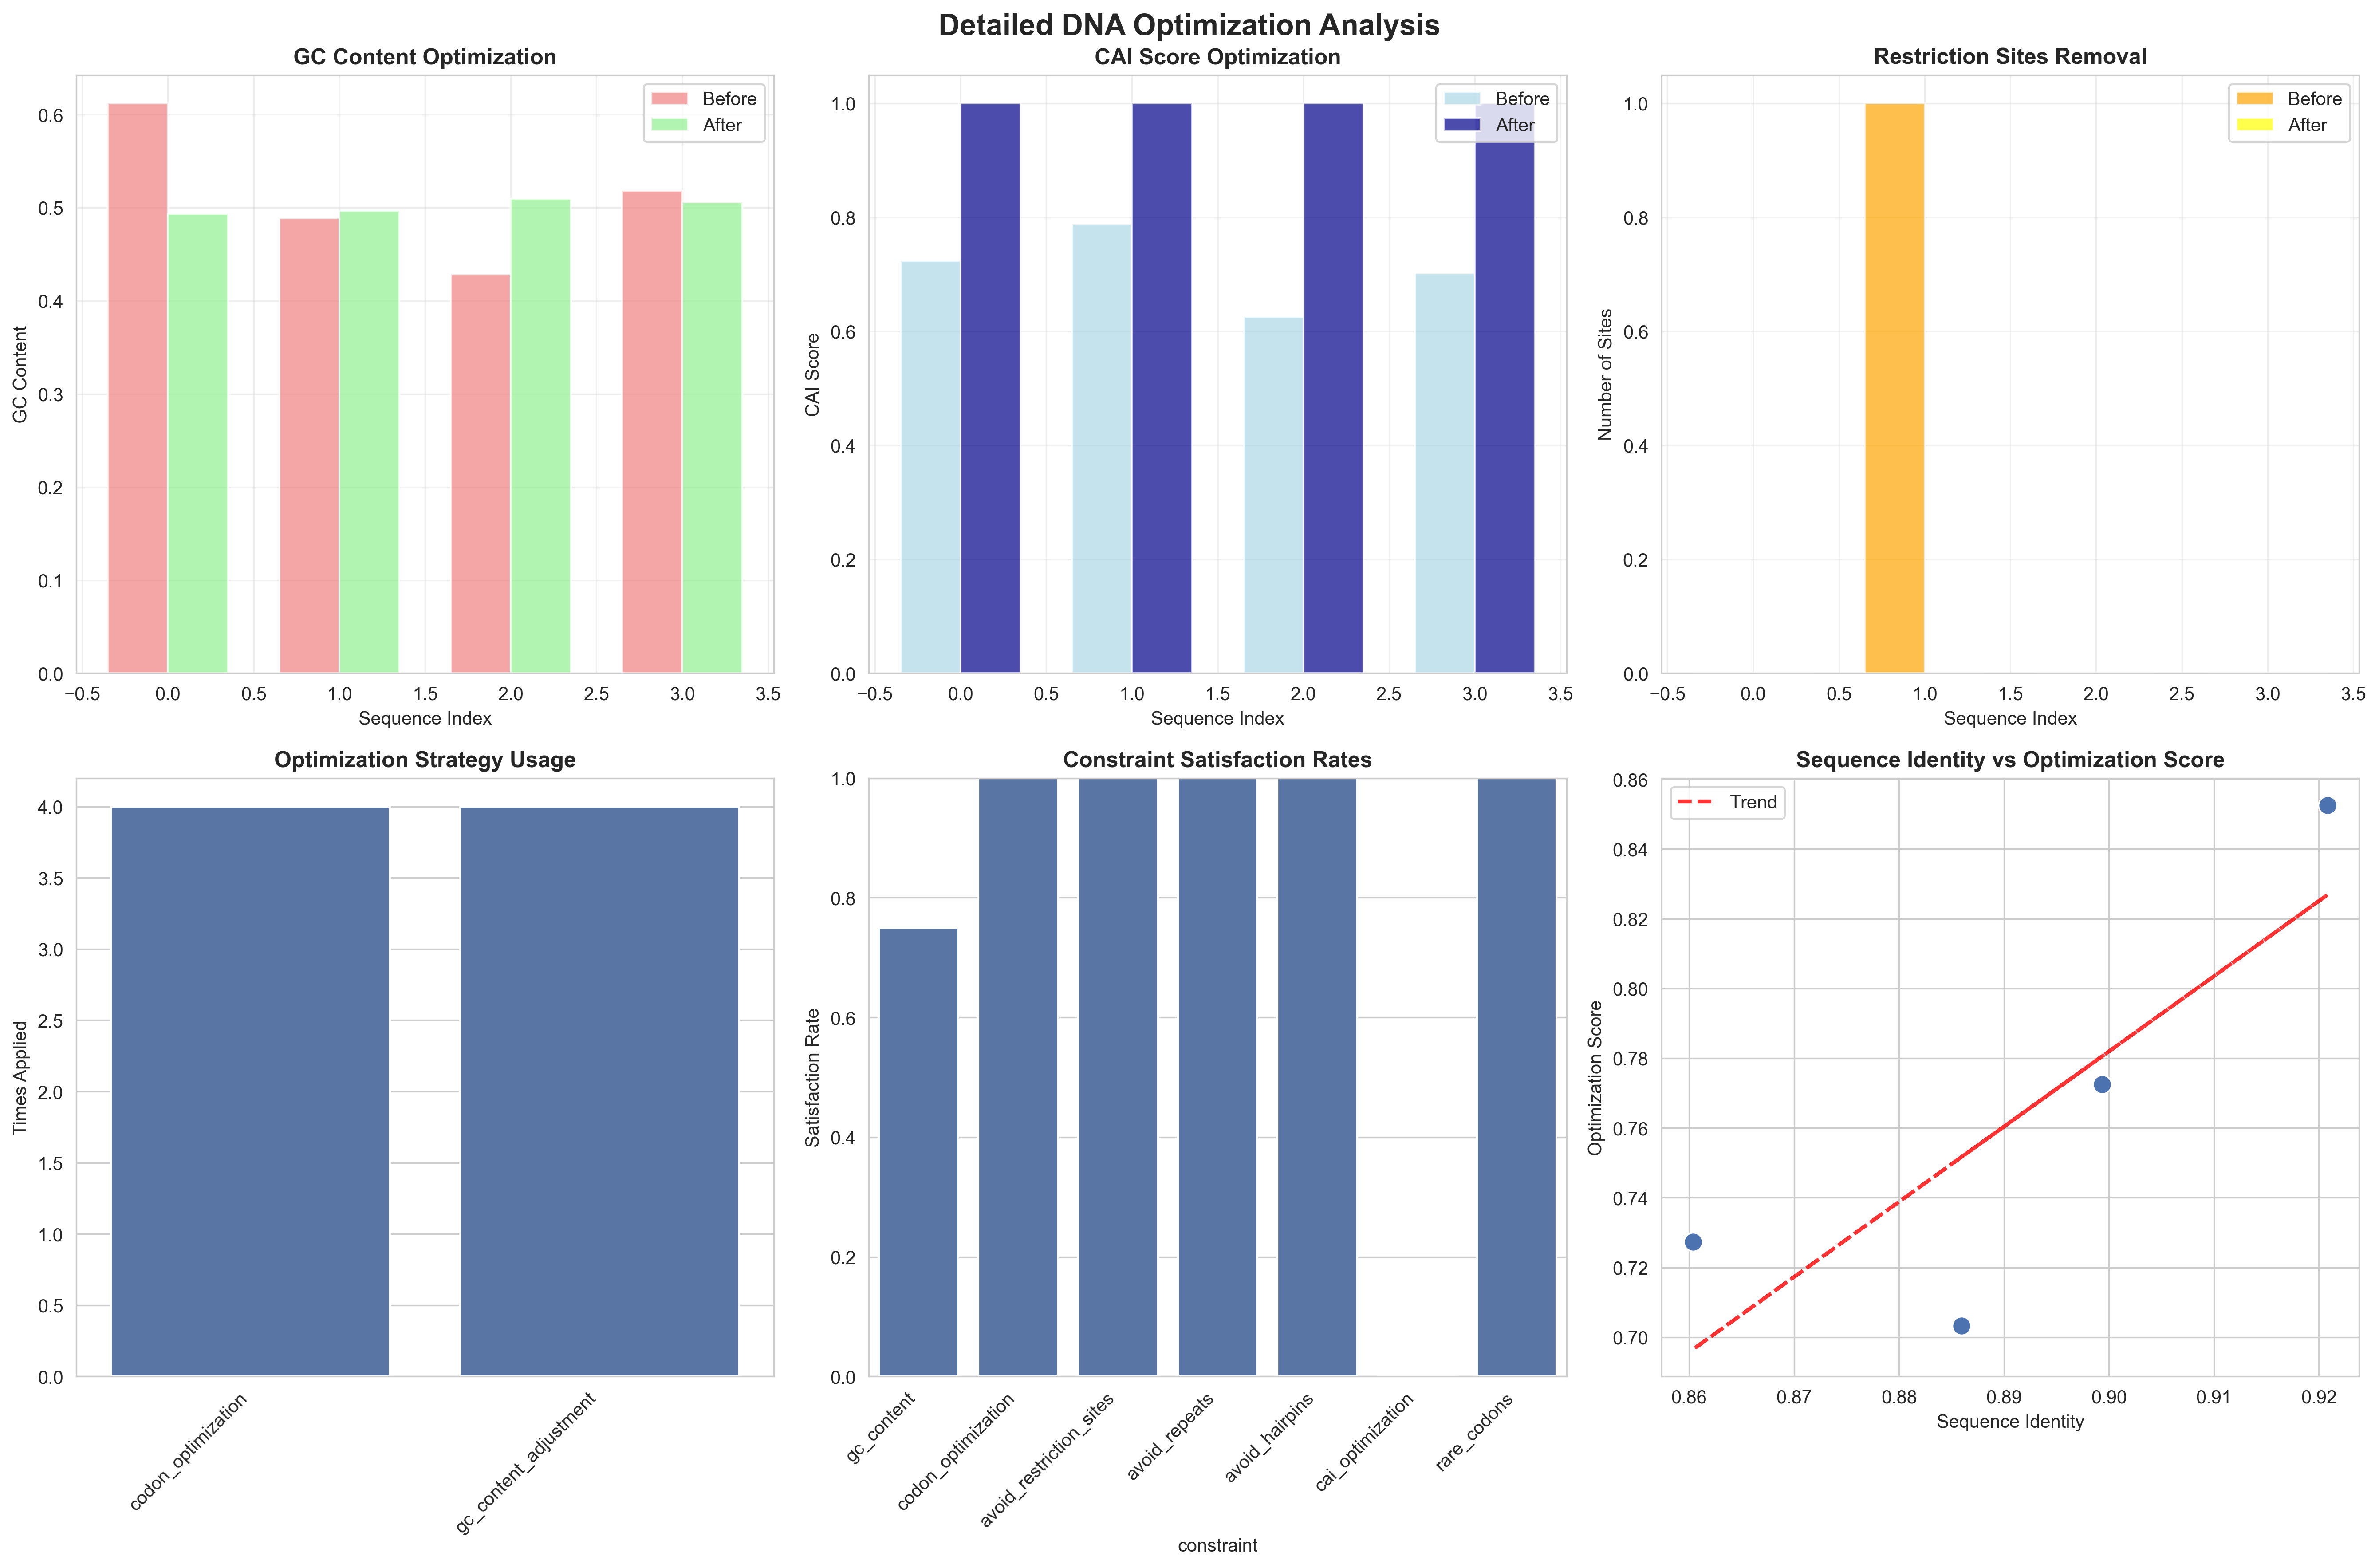 Detailed DNA Optimization Analysis
GC Content Optimization
Before
After
GC Content
0.6
0.5
0.4
0.3
0.2
0.1
0.0
−0.5 0.0 0.5 1.0 1.5 2.0 2.5 3.0 3.5
Sequence Index
CAI Score Optimization
Before
After
CAI Score
1.0
0.8
0.6
0.4
0.2
0.0
−0.5 0.0 0.5 1.0 1.5 2.0 2.5 3.0 3.5
Sequence Index
Restriction Sites Removal
Before
After
Number of Sites
1.0
0.8
0.6
0.4
0.2
0.0
−0.5 0.0 0.5 1.0 1.5 2.0 2.5 3.0 3.5
Sequence Index
Optimization Strategy Usage
Times Applied
4.0
3.5
3.0
2.5
2.0
1.5
1.0
0.5
0.0
codon_optimization
gc_content_adjustment
Constraint Satisfaction Rates
Satisfaction Rate
1.0
0.8
0.6
0.4
0.2
0.0
gc_content
codon_optimization
avoid_restriction_sites
avoid_repeats
avoid_hairpins
cai_optimization
rare_codons
constraint
Sequence Identity vs Optimization Score
Trend
Optimization Score
0.86
0.84
0.82
0.80
0.78
0.76
0.74
0.72
0.70
0.86 0.87 0.88 0.89 0.90 0.91 0.92
Sequence Identity